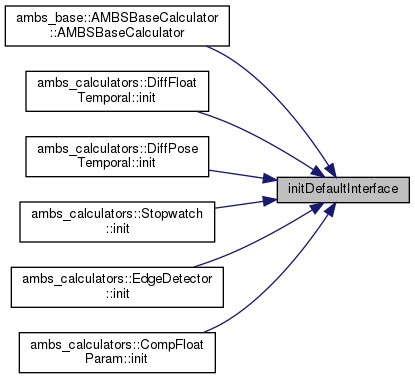 ambs_base::AMBSBaseCalculator
::AMBSBaseCalculator
ambs_calculators::DiffFloat
Temporal::init
ambs_calculators::DiffPose
Temporal::init
initDefaultInterface
ambs_calculators::Stopwatch
::init
ambs_calculators::EdgeDetector
::init
ambs_calculators::CompFloat
Param::init